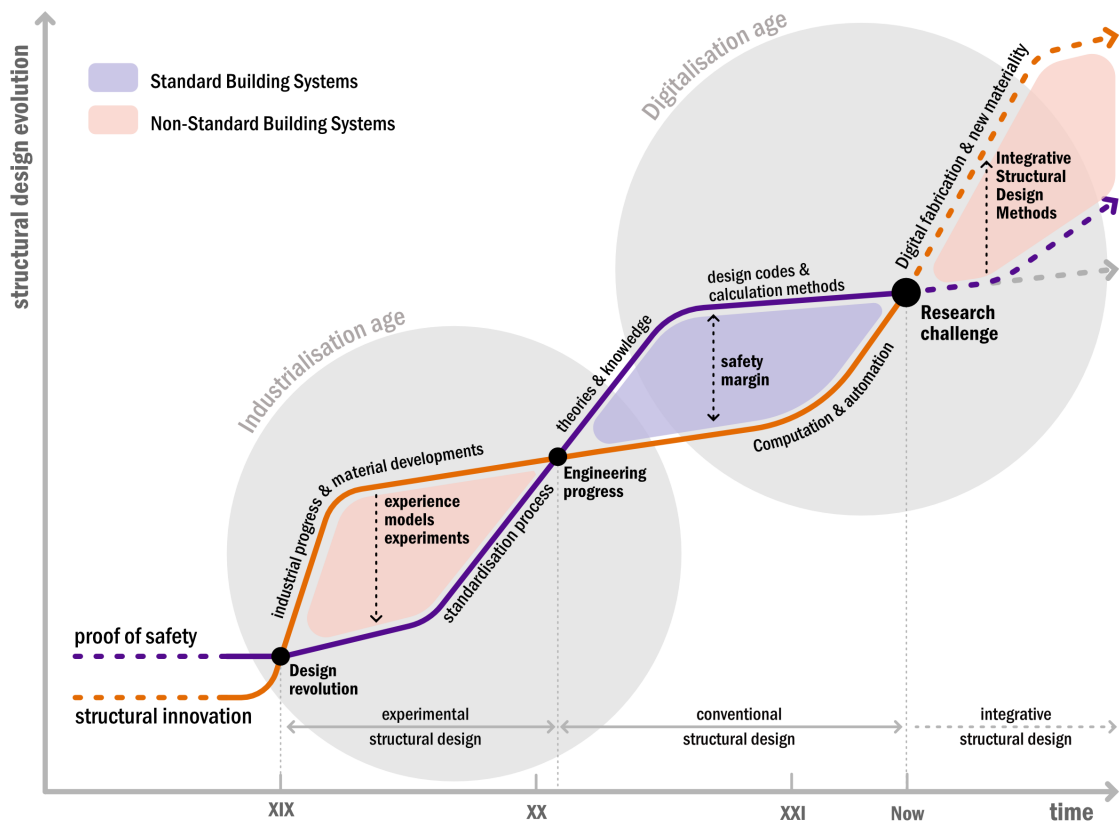 structural design evolution
Standard Building Systems
Non-Standard Building Systems
Digitalisation age
Industrialisation age
Digital fabrication & new materiality
Integrative
Structural
Design
Methods
design codes &
calculation methods
Research
challenge
theories & knowledge
safety
margin
Computation & automation
industrial progress & material developments
Engineering
progress
experience
models
experiments
standardisation process
proof of safety
Design
revolution
structural innovation
experimental
structural design
conventional
structural design
integrative
structural design
XIX
XX
XXI
Now
time